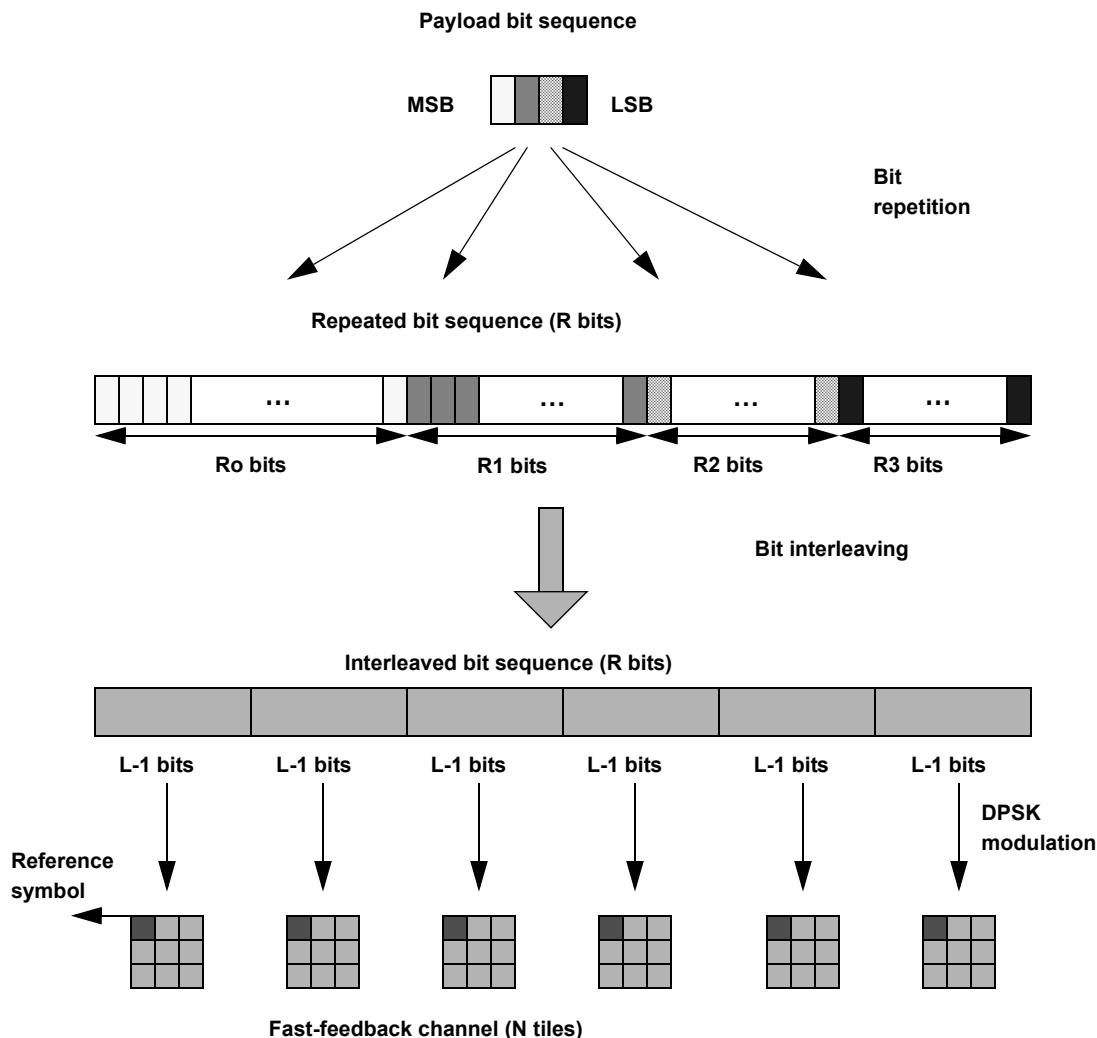 Payload bit sequence
MSB
LSB
Bit
repetition
Repeated bit sequence (R bits)
...
...
...
...
Ro bits
R1 bits
R2 bits
R3 bits
Bit interleaving
Interleaved bit sequence (R bits)
L-1 bits
L-1 bits
L-1 bits
L-1 bits
L-1 bits
L-1 bits
DPSK
modulation
Reference
symbol
Fast-feedback channel (N tiles)